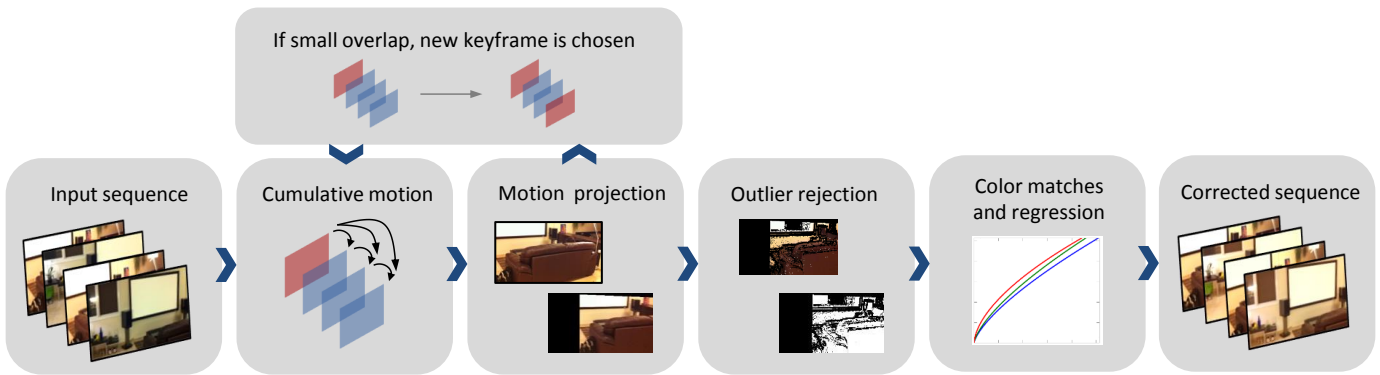 If small overlap, new keyframe is chosen
Input sequence
Cumulative motion
Motion projection
Outlier rejection
Color matches
and regression
Corrected sequence